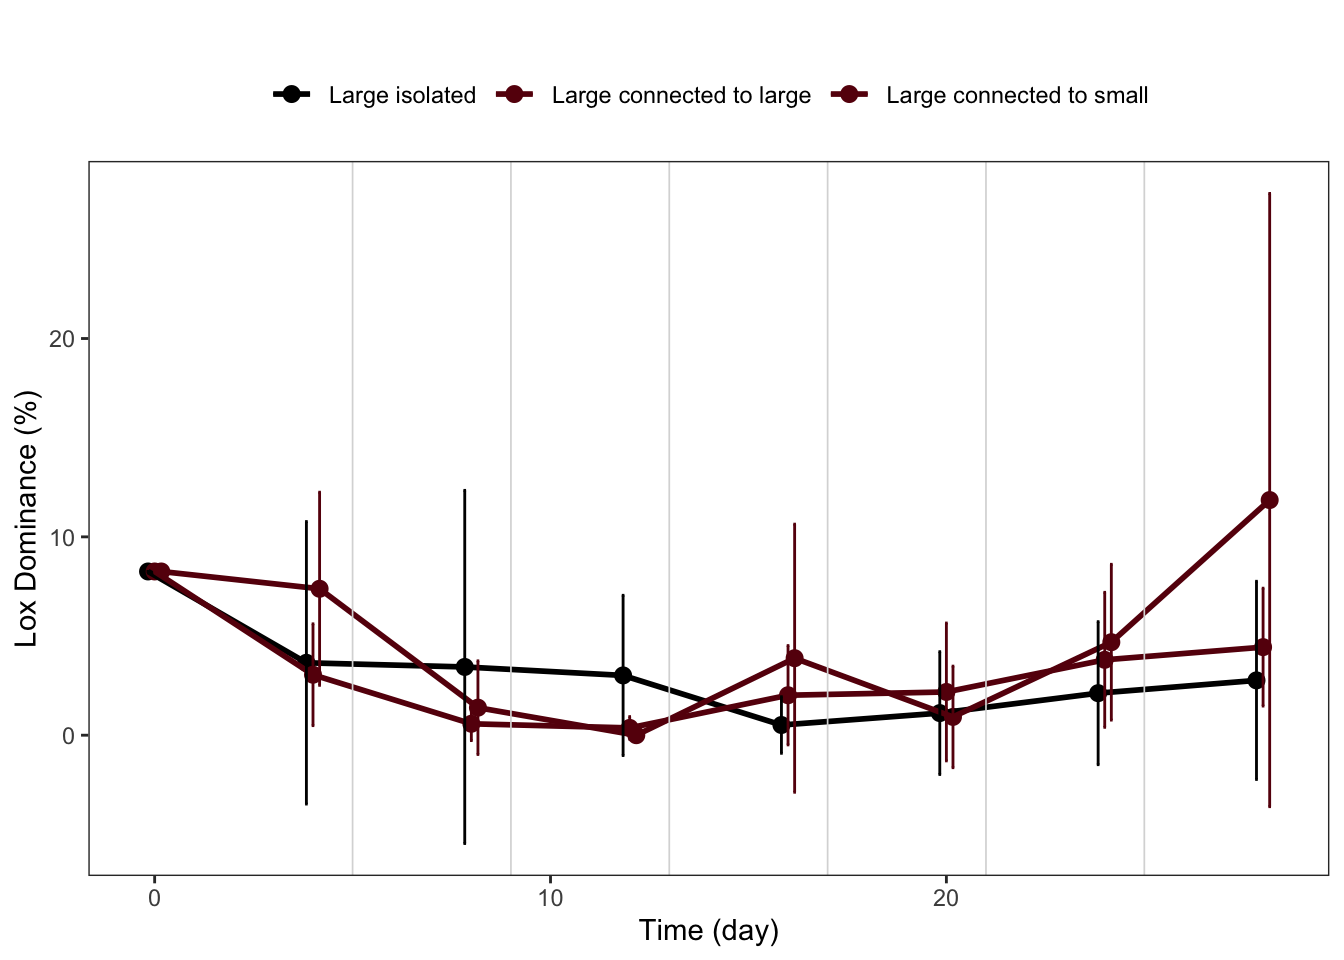 Large isolated Large connected to large Large connected to small
Lox Dominance (%)
20
10
0
0 10 20
Time (day)